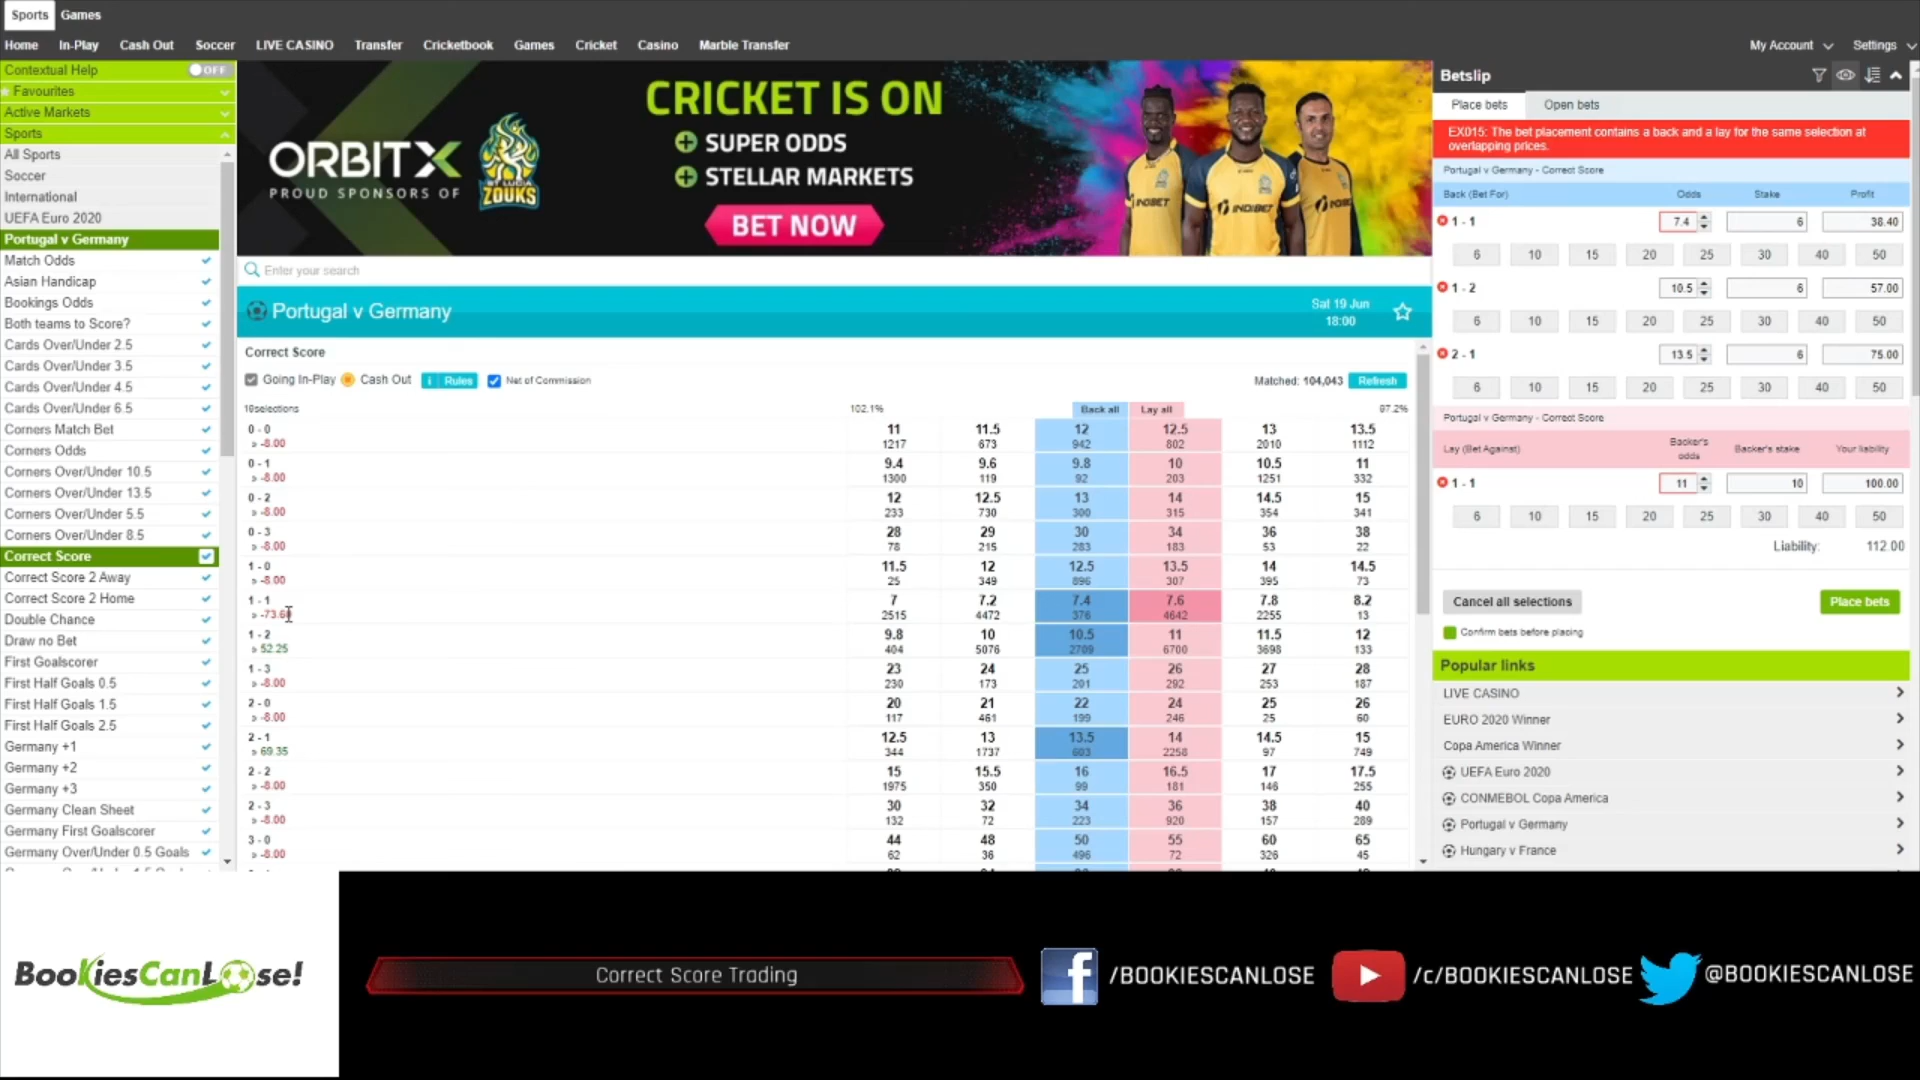 Sports Games
Home In-Play Cash Out Soccer LIVE CASINO Transfer Cricketbook Games Cricket Casino Marble Transfer My Account Settings
Contextual Help OFF
Favourites
Active Markets
Sports
All Sports
Soccer
International
UEFA Euro 2020
Portugal v Germany
Match Odds
Asian Handicap
Bookings Odds
Both teams to Score?
Cards Over/Under 2.5
Cards Over/Under 3.5
Cards Over/Under 4.5
Cards Over/Under 6.5
Corners Match Bet
Corners Odds
Corners Over/Under 10.5
Corners Over/Under 13.5
Corners Over/Under 5.5
Corners Over/Under 8.5
Correct Score
Correct Score 2 Away
Correct Score 2 Home
Double Chance
Draw no Bet
First Goalscorer
First Half Goals 0.5
First Half Goals 1.5
First Half Goals 2.5
Germany +1
Germany +2
Germany +3
Germany Clean Sheet
Germany First Goalscorer
Germany Over/Under 0.5 Goals
ORBITX
PROUD SPONSORS OF
ST LUCIA
ZOUKS
CRICKET IS ON
SUPER ODDS
STELLAR MARKETS
BET NOW
INDIBET INDIBET INDIBET
Enter your search
Portugal v Germany
Sat 19 Jun
18:00
Correct Score
Going In-Play Cash Out i Rules Net of Commission Matched: 104,043 Refresh
102.1% Back all Lay all 97.2%
0 - 0 11 11.5 12 12.5 13 13.5
» -8.00 1217 673 942 802 2010 1112
0 - 1 9.4 9.6 9.8 10 10.5 11
» -8.00 1300 119 92 203 1251 332
0 - 2 12 12.5 13 14 14.5 15
» -8.00 233 730 300 315 354 341
0 - 3 28 29 30 34 36 38
» -8.00 78 215 283 183 53 22
1 - 0 11.5 12 12.5 13.5 14 14.5
» -8.00 25 349 896 307 395 73
1 - 1 7 7.2 7.4 7.6 7.8 8.2
2515 4472 376 4642 2255 13
1 - 2 9.8 10 10.5 11 11.5 12
» 52.25 404 5076 2709 6700 3698 133
1 - 3 23 24 25 26 27 28
» -8.00 230 173 201 292 253 187
2 - 0 20 21 22 24 25 26
» -8.00 117 461 199 246 25 60
2 - 1 12.5 13 13.5 14 14.5 15
» 69.35 344 1737 603 2258 97 749
2 - 2 15 15.5 16 16.5 17 17.5
» -8.00 1975 350 99 181 146 255
2 - 3 30 32 34 36 38 40
» -8.00 132 72 223 920 157 289
3 - 0 44 48 50 55 60 65
» -8.00 62 36 496 72 326 45
Betslip
Place bets Open bets
EX015: The bet placement contains a back and a lay for the same selection at
overlapping prices.
Portugal v Germany - Correct Score
Back (Bet For) Odds Stake Profit
1 - 1 7.4 6 38.40
6 10 15 20 25 30 40 50
1 - 2 10.5 6 57.00
6 10 15 20 25 30 40 50
2 - 1 13.5 6 75.00
6 10 15 20 25 30 40 50
Portugal v Germany - Correct Score
Lay (Bet Against) Backer's odds Backer's stake Your liability
1 - 1 11 10 100.00
6 10 15 20 25 30 40 50
Liability: 112.00
Cancel all selections Place bets
Confirm bets before placing
Popular links
LIVE CASINO
EURO 2020 Winner
Copa America Winner
UEFA Euro 2020
CONMEBOL Copa America
Portugal v Germany
Hungary v France
BookiesCanLose!
Correct Score Trading
f /BOOKIESCANLOSE
/c/BOOKIESCANLOSE
@BOOKIESCANLOSE